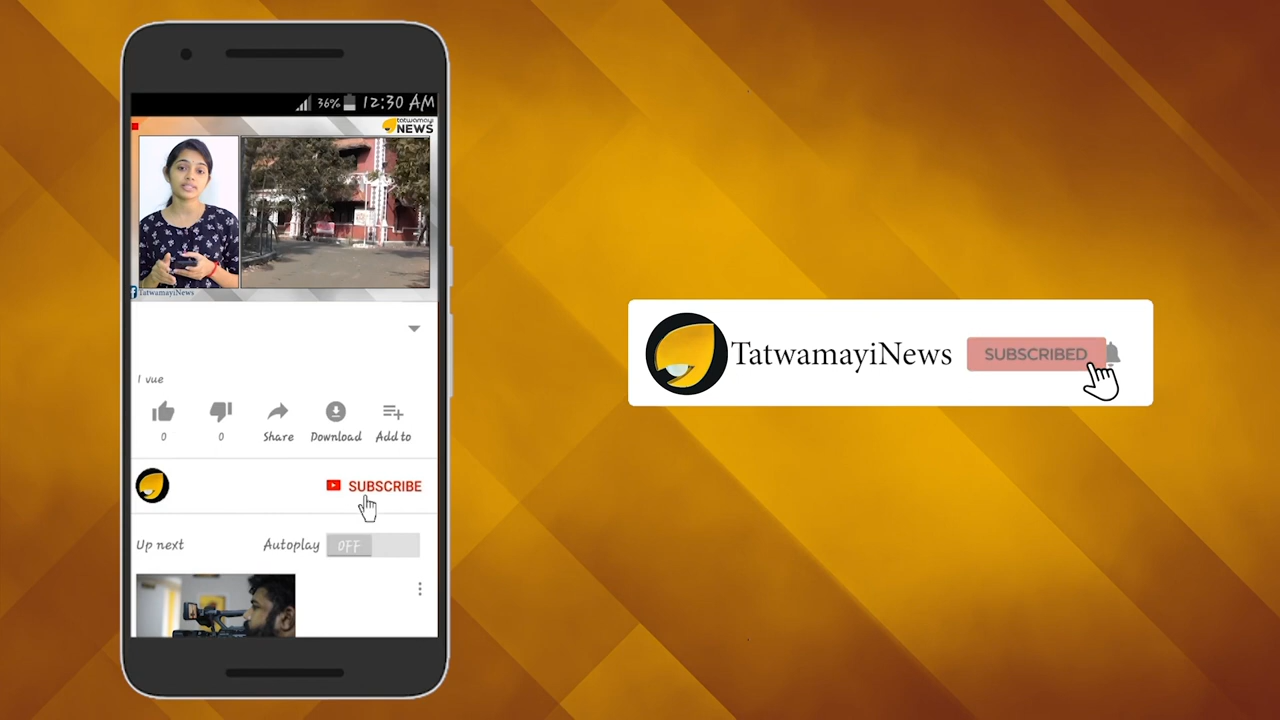 36% 12:30 AM
tatwamayi
NEWS
TatwamayiNews
1 vue
0 0 Share Download Add to
SUBSCRIBE
Up next Autoplay OFF
TatwamayiNews SUBSCRIBED